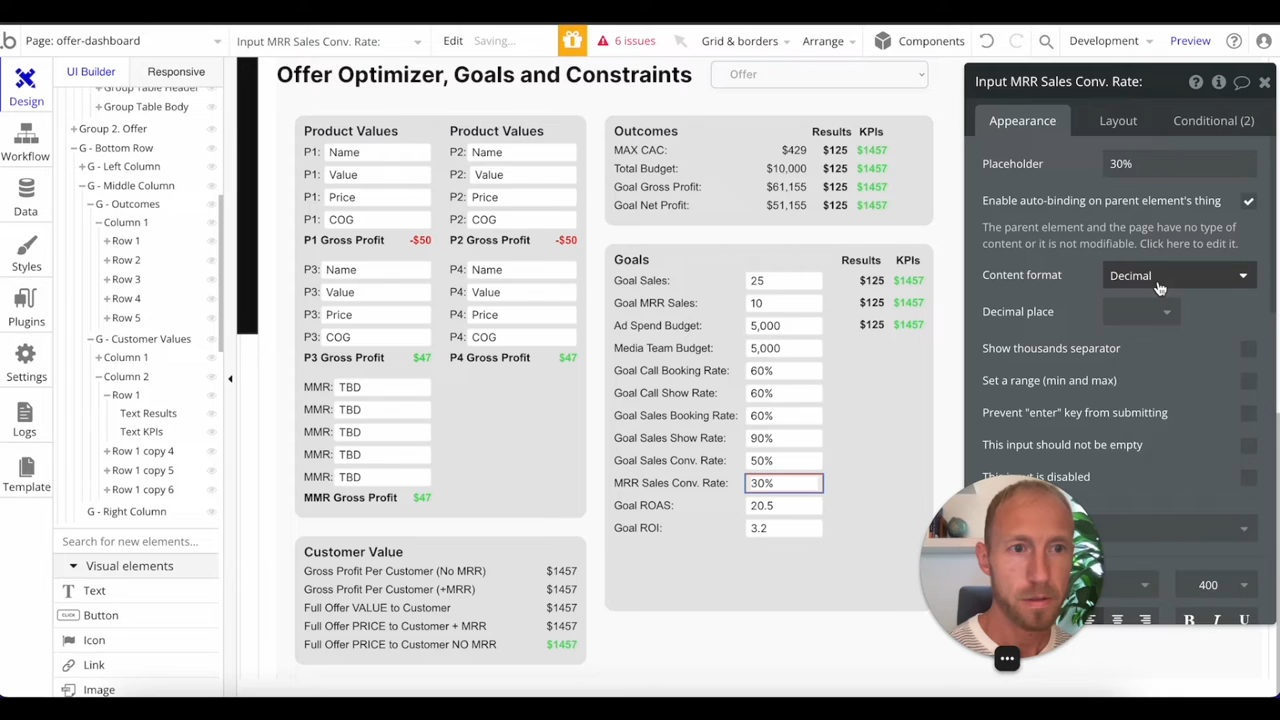 b Page: offer-dashboard Input MRR Sales Conv. Rate: Edit Saving... 6 issues Grid & borders Arrange Components Development Preview
UI Builder Responsive
Design
Workflow
Data
Styles
Plugins
Settings
Logs
Template
Group Table Header
Group Table Body
Group 2. Offer
G - Bottom Row
G - Left Column
G - Middle Column
G - Outcomes
Column 1
Row 1
Row 2
Row 3
Row 4
Row 5
G - Customer Values
Column 1
Column 2
Row 1
Text Results
Text KPIs
Row 1 copy 4
Row 1 copy 5
Row 1 copy 6
G - Right Column
Search for new elements...
Visual elements
Text
CLICK Button
Icon
Link
Image
Offer Optimizer, Goals and Constraints Offer
Product Values Product Values
P1: Name P2: Name
P1: Value P2: Value
P1: Price P2: Price
P1: COG P2: COG
P1 Gross Profit -$50 P2 Gross Profit -$50
P3: Name P4: Name
P3: Value P4: Value
P3: Price P4: Price
P3: COG P4: COG
P3 Gross Profit $47 P4 Gross Profit $47
MMR: TBD
MMR: TBD
MMR: TBD
MMR: TBD
MMR: TBD
MMR Gross Profit $47
Customer Value
Gross Profit Per Customer (No MRR) $1457
Gross Profit Per Customer (+MRR) $1457
Full Offer VALUE to Customer $1457
Full Offer PRICE to Customer + MRR $1457
Full Offer PRICE to Customer NO MRR $1457
Outcomes Results KPIs
MAX CAC: $429 $125 $1457
Total Budget: $10,000 $125 $1457
Goal Gross Profit: $61,155 $125 $1457
Goal Net Profit: $51,155 $125 $1457
Goals Results KPIs
Goal Sales: 25 $125 $1457
Goal MRR Sales: 10 $125 $1457
Ad Spend Budget: 5,000 $125 $1457
Media Team Budget: 5,000
Goal Call Booking Rate: 60%
Goal Call Show Rate: 60%
Goal Sales Booking Rate: 60%
Goal Sales Show Rate: 90%
Goal Sales Conv. Rate: 50%
MRR Sales Conv. Rate: 30%
Goal ROAS: 20.5
Goal ROI: 3.2
Input MRR Sales Conv. Rate:
Appearance Layout Conditional (2)
Placeholder 30%
Enable auto-binding on parent element's thing
The parent element and the page have no type of
content or it is not modifiable. Click here to edit it.
Content format Decimal
Decimal place
Show thousands separator
Set a range (min and max)
Prevent "enter" key from submitting
This input should not be empty
This input is disabled
400
B I U